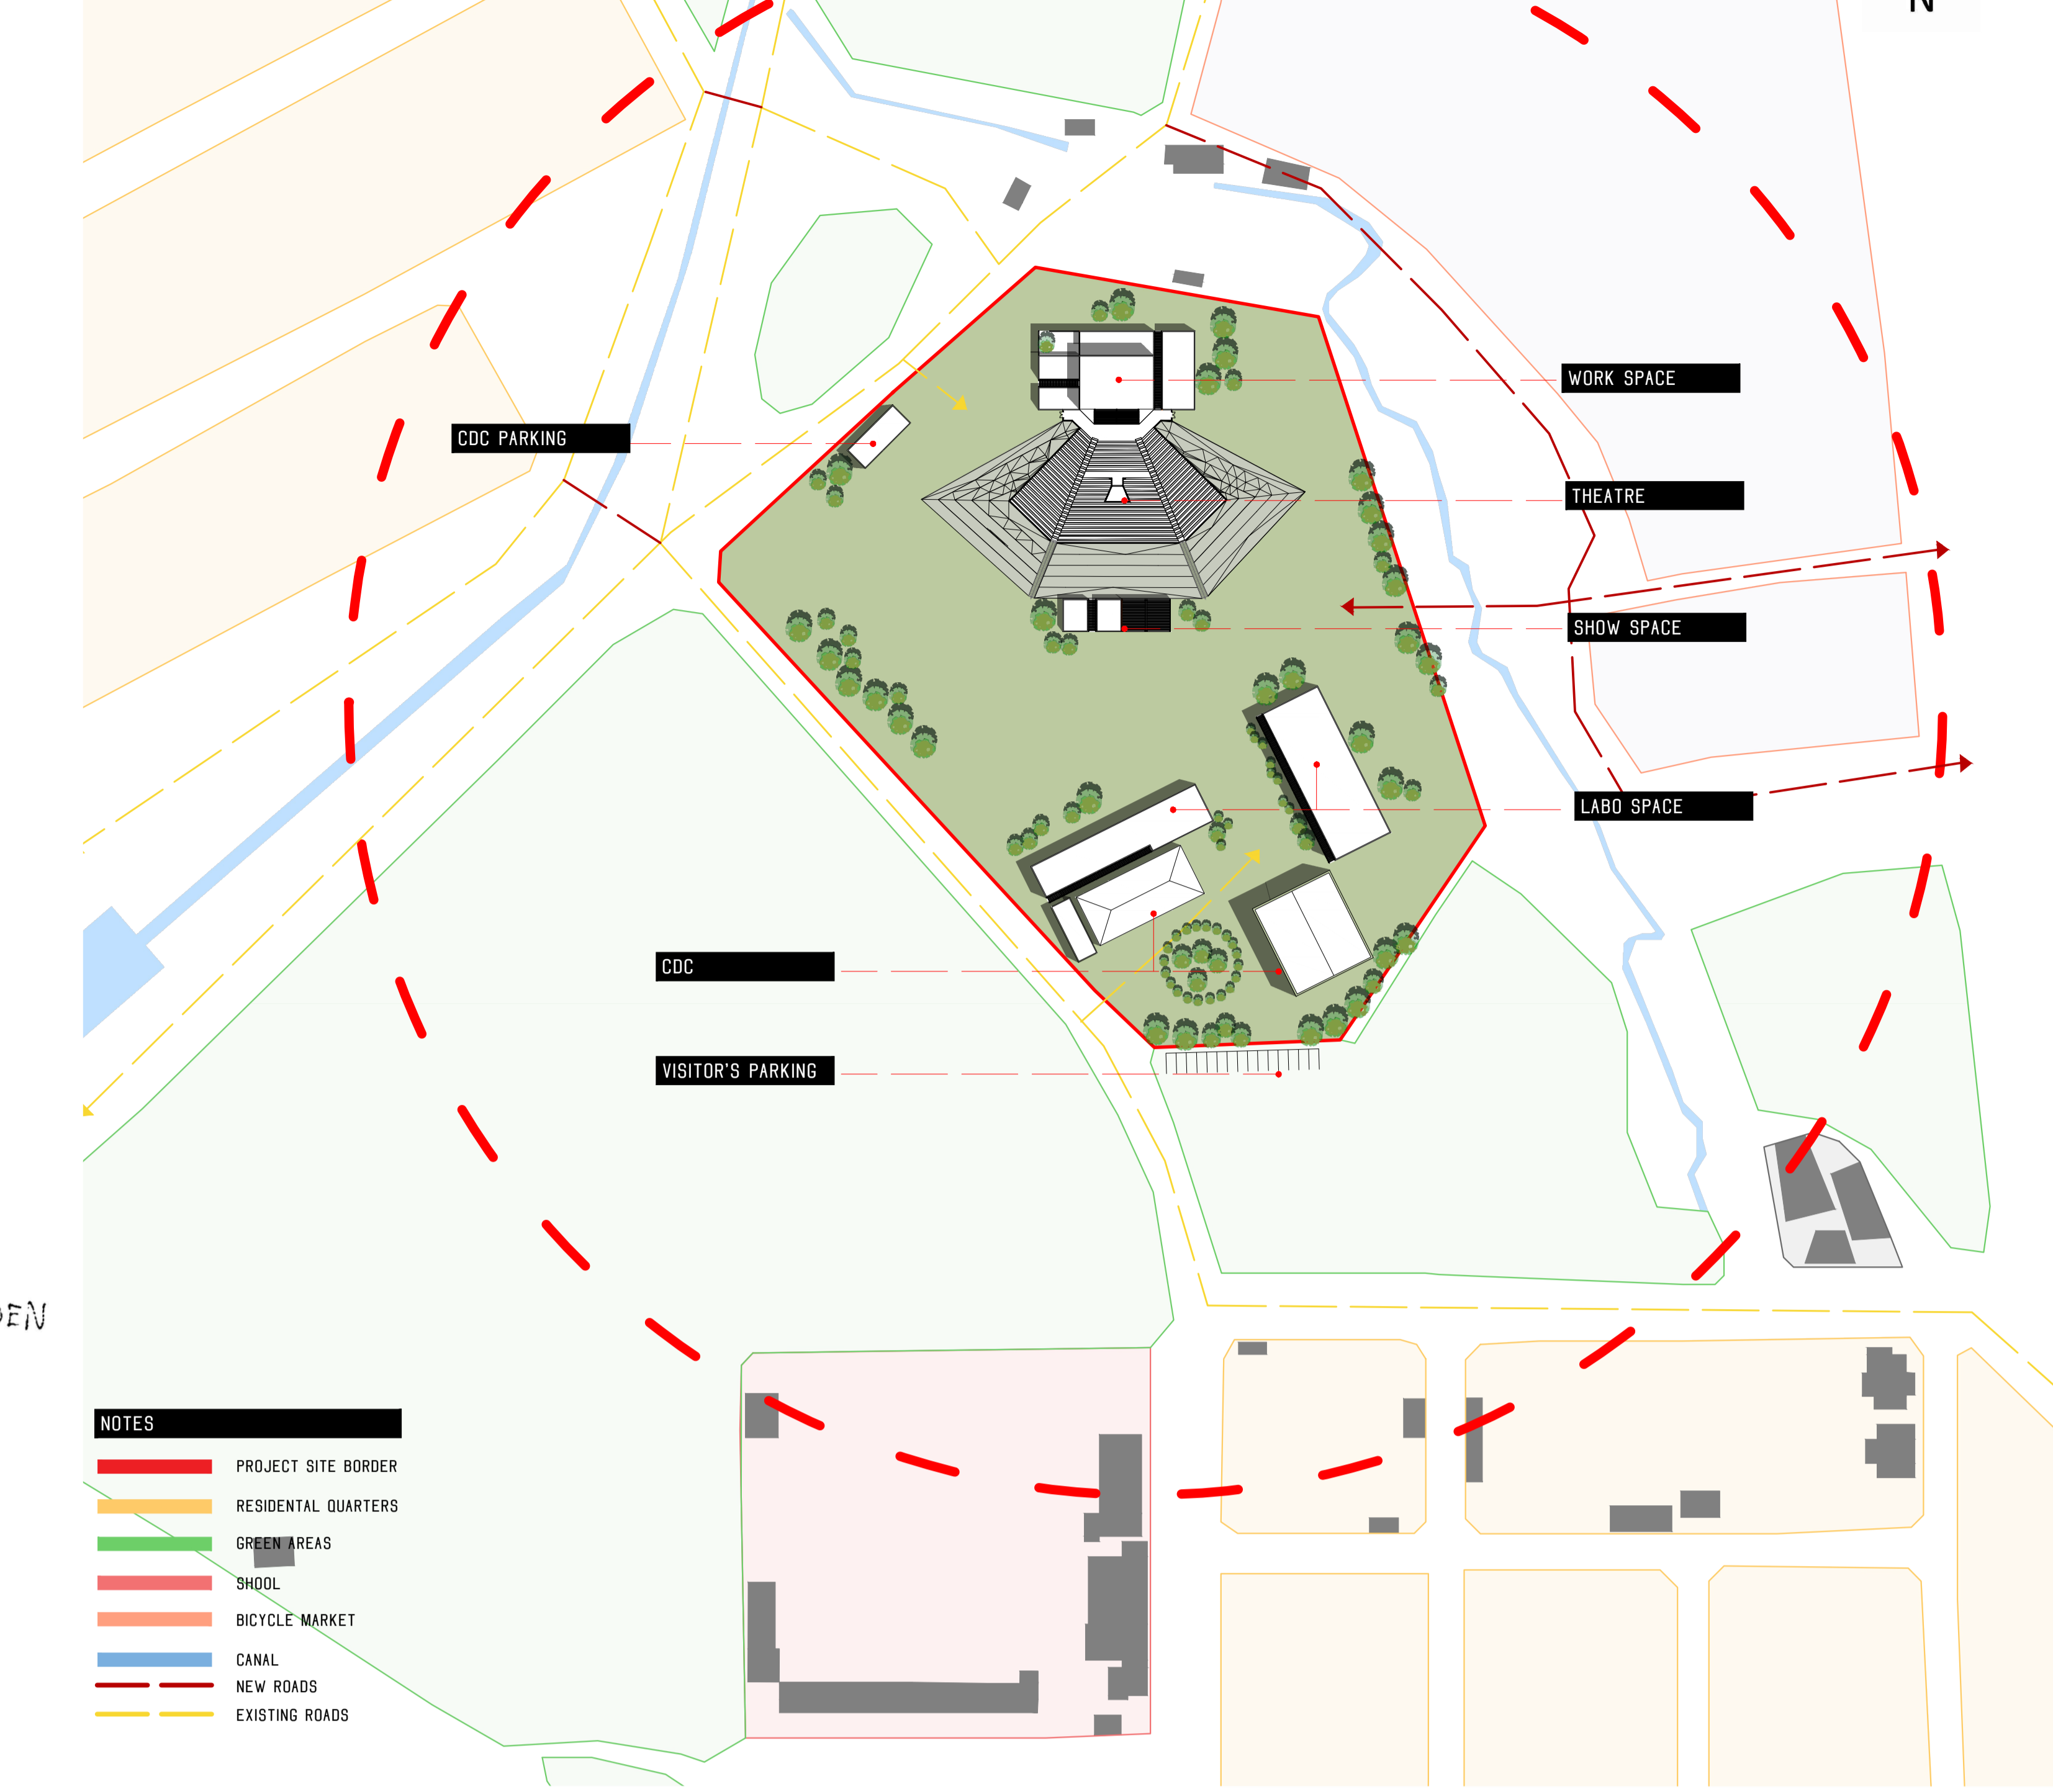 N
WORK SPACE
CDC PARKING
THEATRE
SHOW SPACE
LABO SPACE
CDC
VISITOR'S PARKING
EN
NOTES
PROJECT SITE BORDER
RESIDENTAL QUARTERS
GREEN AREAS
SHOOL
BICYCLE MARKET
CANAL
NEW ROADS
EXISTING ROADS